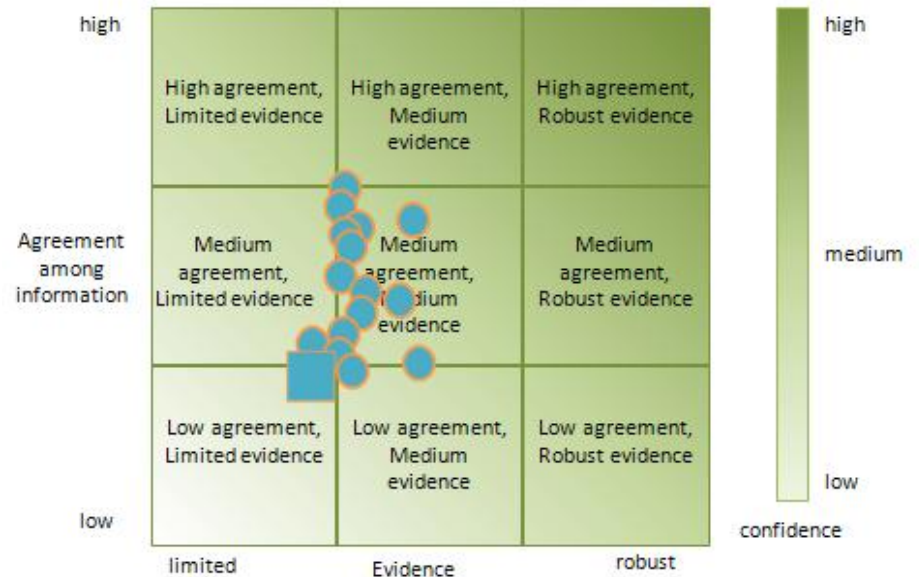 high
High agreement,
Limited evidence
High agreement,
Medium
evidence
High agreement,
Robust evidence
high
Agreement
among
information
Medium
agreement,
Limited evidence
Medium
agreement,
Medium
evidence
Medium
agreement,
Robust evidence
medium
Low agreement,
Limited evidence
Low agreement,
Medium
evidence
Low agreement,
Robust evidence
low
low
confidence
limited
Evidence
robust